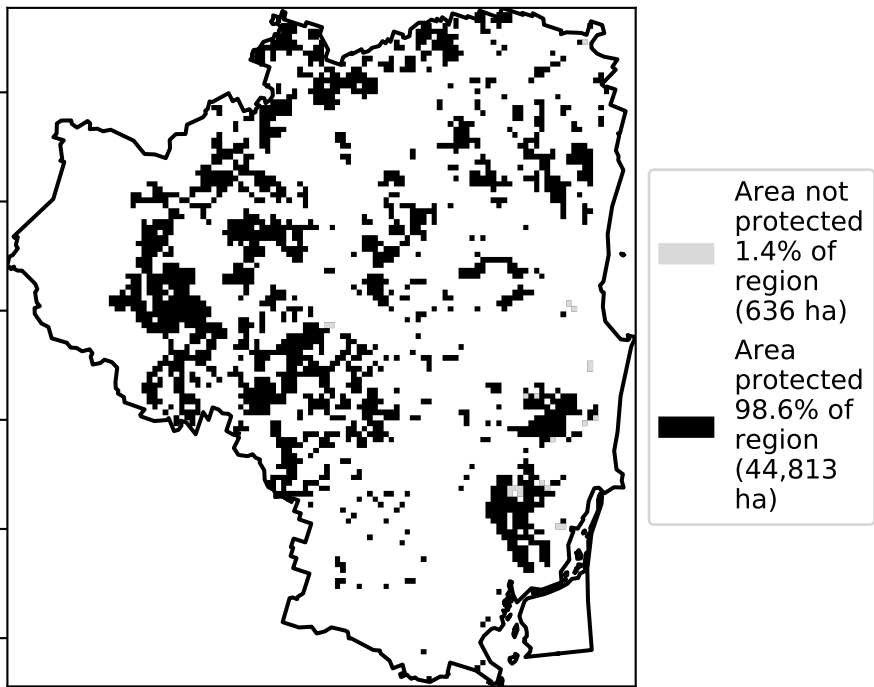 Area not
protected
1.4% of
region
(636 ha)
Area
protected
98.6% of
region
(44,813
ha)